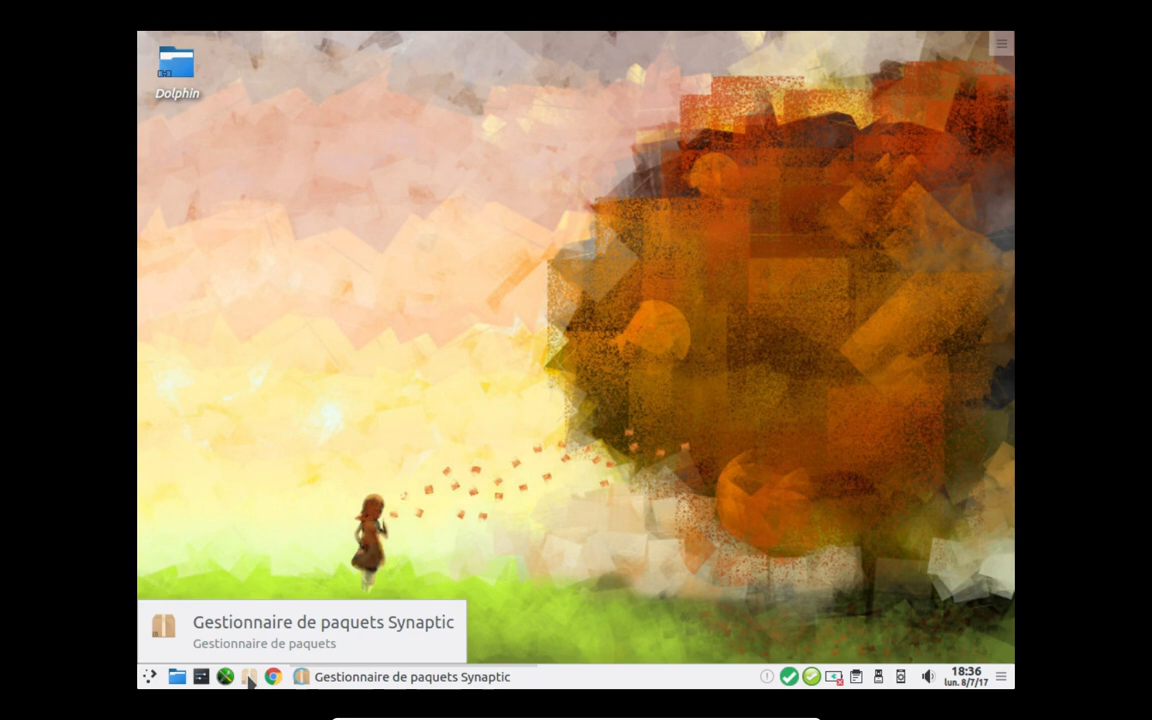 Dolphin
Gestionnaire de paquets Synaptic
Gestionnaire de paquets
Gestionnaire de paquets Synaptic
18:36
lun. 8/7/17